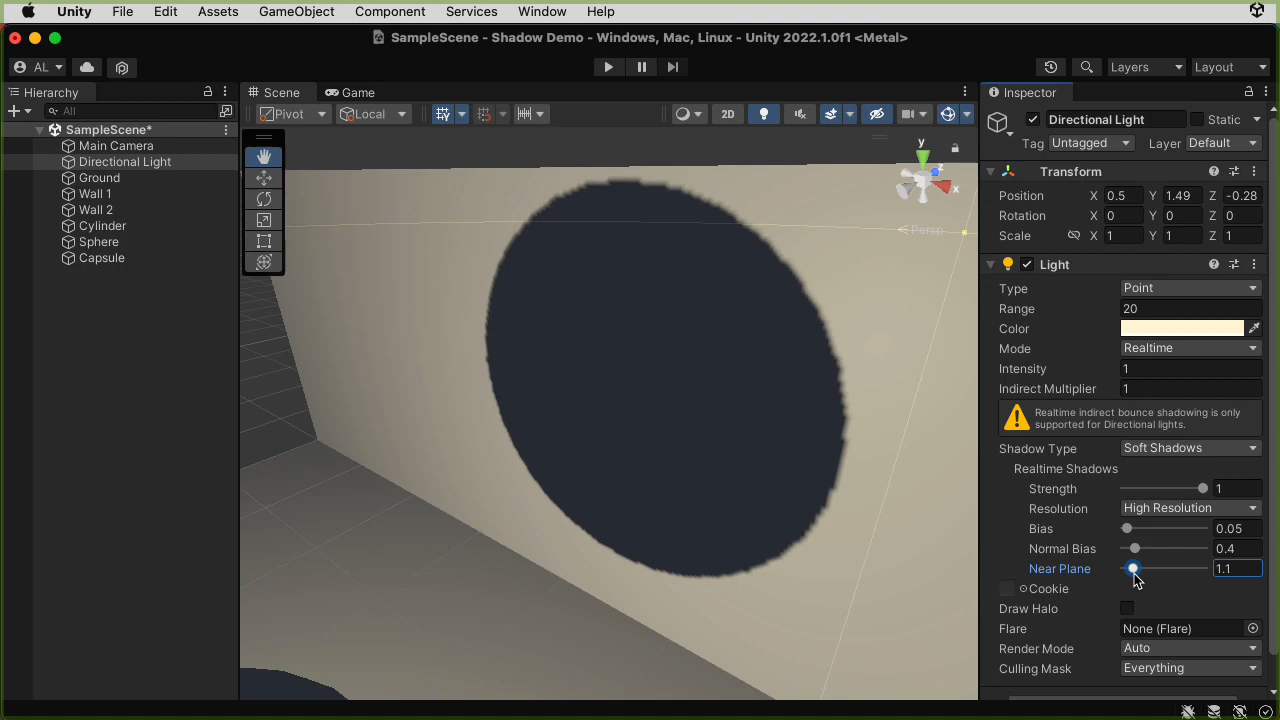 Unity File Edit Assets GameObject Component Services Window Help
SampleScene - Shadow Demo - Windows, Mac, Linux - Unity 2022.1.0f1 <Metal>
AL Layers Layout
Hierarchy
All
SampleScene*
Main Camera
Directional Light
Ground
Wall 1
Wall 2
Cylinder
Sphere
Capsule
Scene Game
Pivot Local 2D
y
x
Persp
Inspector
Directional Light Static
Tag Untagged Layer Default
Transform
Position X 0.5 Y 1.49 Z -0.28
Rotation X 0 Y 0 Z 0
Scale X 1 Y 1 Z 1
Light
Type Point
Range 20
Color
Mode Realtime
Intensity 1
Indirect Multiplier 1
Realtime indirect bounce shadowing is only
supported for Directional lights.
Shadow Type Soft Shadows
Realtime Shadows
Strength 1
Resolution High Resolution
Bias 0.05
Normal Bias 0.4
Near Plane 1.1
Cookie
Draw Halo
Flare None (Flare)
Render Mode Auto
Culling Mask Everything